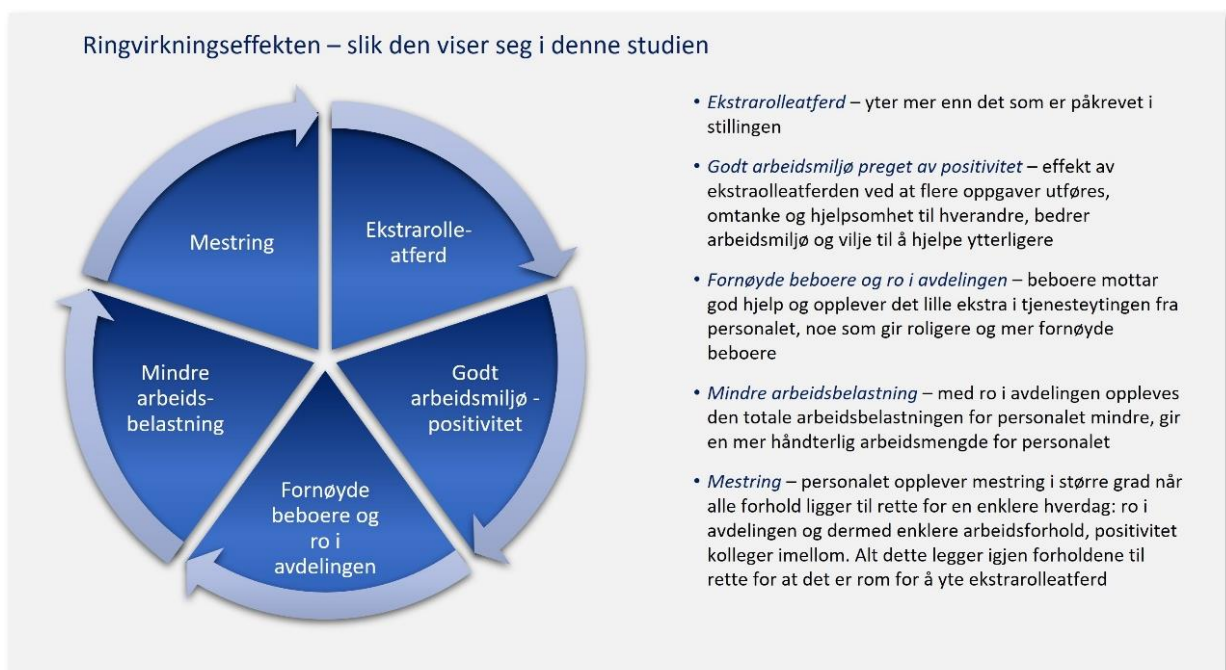 Ringvirkningseffekten – slik den viser seg i denne studien
Mestring
Ekstrarolle-
atferd
Mindre
arbeids-
belastning
Godt
arbeidsmiljø -
positivitet
Fornøyde
beboere og
ro i
avdelingen
• Ekstrarolleatferd – yter mer enn det som er påkrevet i
stillingen
• Godt arbeidsmiljø preget av positivitet – effekt av
ekstraolleatferden ved at flere oppgaver utføres,
omtanke og hjelpsomhet til hverandre, bedrer
arbeidsmiljø og vilje til å hjelpe ytterligere
• Fornøyde beboere og ro i avdelingen – beboere mottar
god hjelp og opplever det lille ekstra i tjenesteytingen fra
personalet, noe som gir roligere og mer fornøyde
beboere
• Mindre arbeidsbelastning – med ro i avdelingen oppleves
den totale arbeidsbelastningen for personalet mindre, gir
en mer håndterlig arbeidsmengde for personalet
• Mestring – personalet opplever mestring i større grad når
alle forhold ligger til rette for en enklere hverdag: ro i
avdelingen og dermed enklere arbeidsforhold, positivitet
kolleger imellom. Alt dette legger igjen forholdene til
rette for at det er rom for å yte ekstrarolleatferd